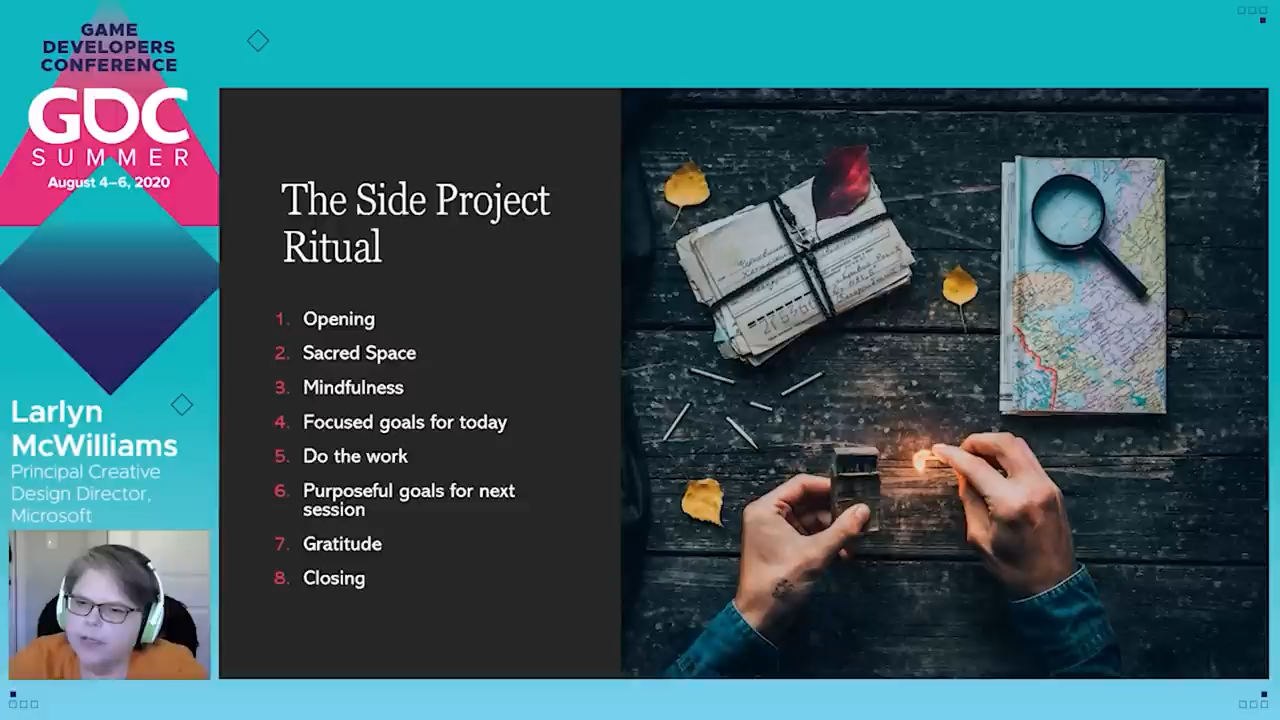 GAME
DEVELOPERS
CONFERENCE
GDC
SUMMER
August 4–6, 2020
Larlyn
McWilliams
Principal Creative
Design Director,
Microsoft
The Side Project
Ritual
1. Opening
2. Sacred Space
3. Mindfulness
4. Focused goals for today
5. Do the work
6. Purposeful goals for next
session
7. Gratitude
8. Closing